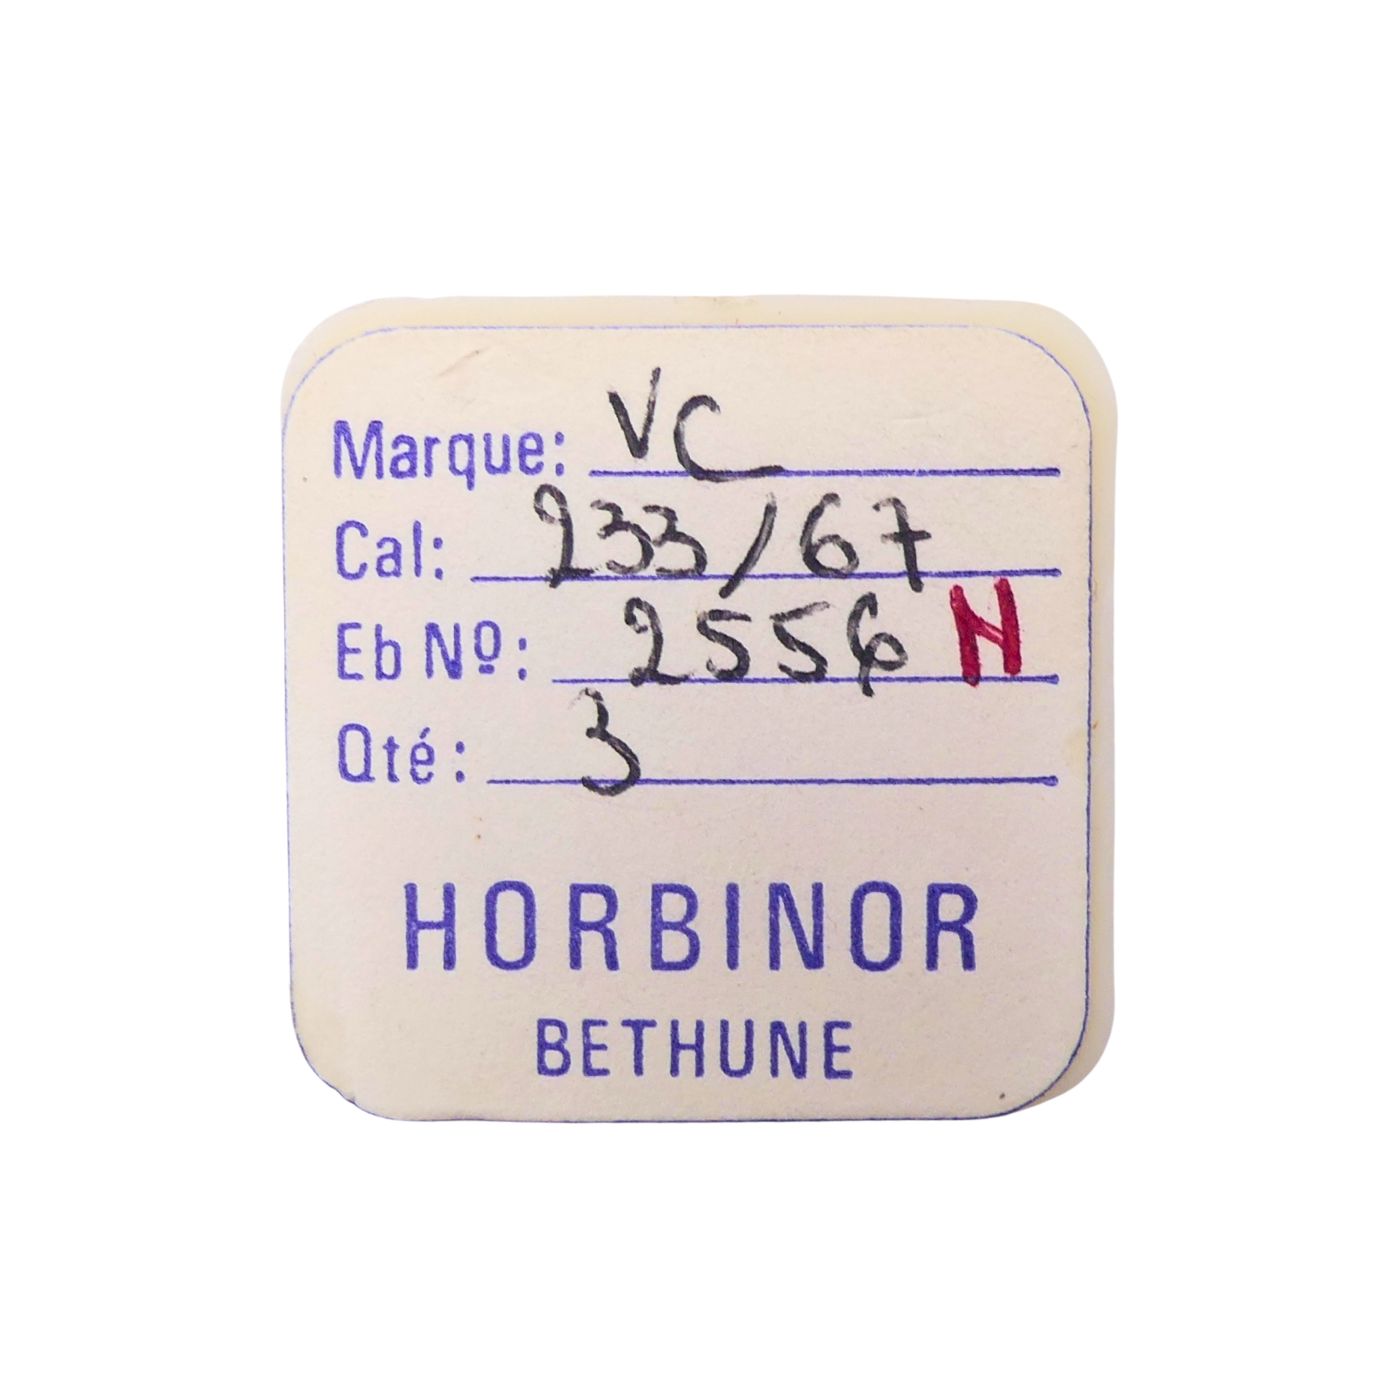 Marque: VC
Cal: 233/67
Eb Nº: 2556 N
Qté: 3
HORBINOR
BETHUNE